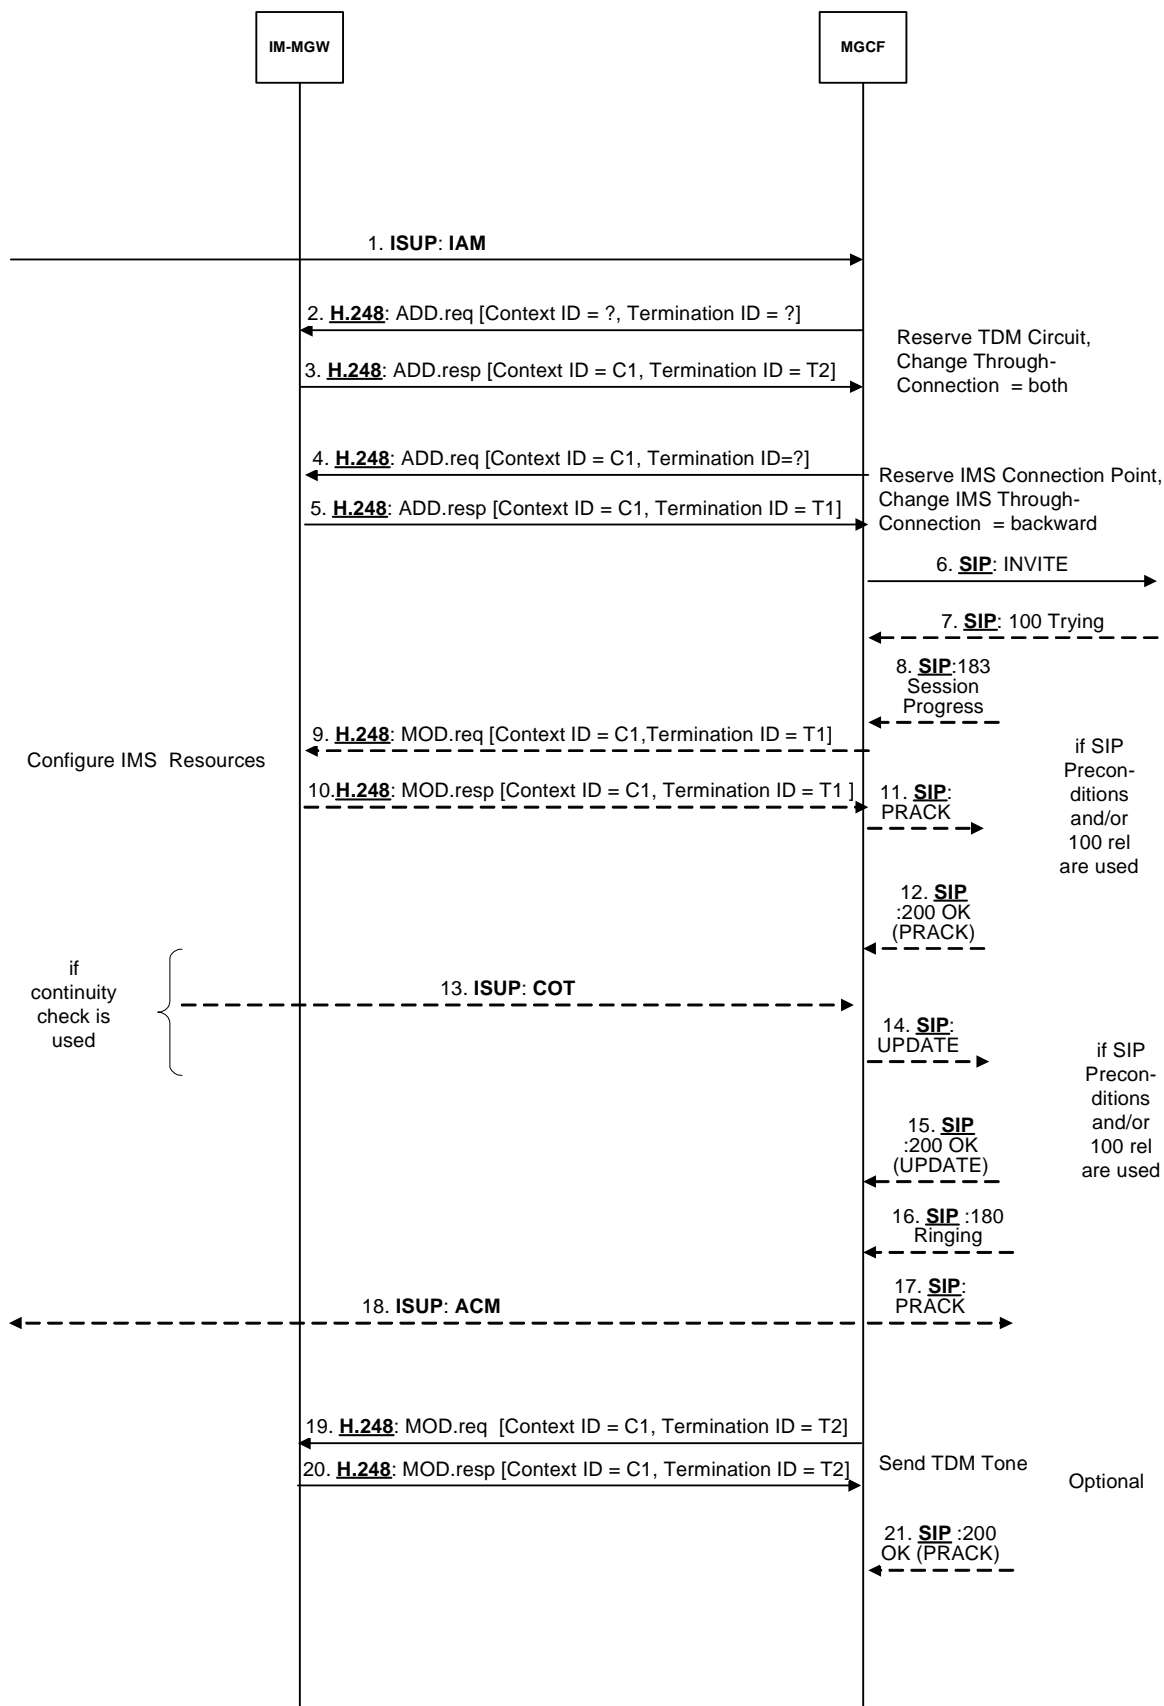 IM-MGW
MGCF
1. ISUP: IAM
2. H.248: ADD.req [Context ID = ?, Termination ID = ?]
Reserve TDM Circuit,
Change Through-
Connection = both
3. H.248: ADD.resp [Context ID = C1, Termination ID = T2]
4. H.248: ADD.req [Context ID = C1, Termination ID=?]
Reserve IMS Connection Point,
Change IMS Through-
Connection = backward
5. H.248: ADD.resp [Context ID = C1, Termination ID = T1]
6. SIP: INVITE
7. SIP: 100 Trying
8. SIP:183
Session
Progress
9. H.248: MOD.req [Context ID = C1,Termination ID = T1]
Configure IMS Resources
10.H.248: MOD.resp [Context ID = C1, Termination ID = T1 ]
11. SIP:
PRACK
if SIP
Precon-
ditions
and/or
100 rel
are used
12. SIP
:200 OK
(PRACK)
if
continuity
check is
used
13. ISUP: COT
14. SIP:
UPDATE
if SIP
Precon-
ditions
and/or
100 rel
are used
15. SIP
:200 OK
(UPDATE)
16. SIP :180
Ringing
17. SIP:
PRACK
18. ISUP: ACM
19. H.248: MOD.req [Context ID = C1, Termination ID = T2]
Send TDM Tone
20. H.248: MOD.resp [Context ID = C1, Termination ID = T2]
Optional
21. SIP :200
OK (PRACK)